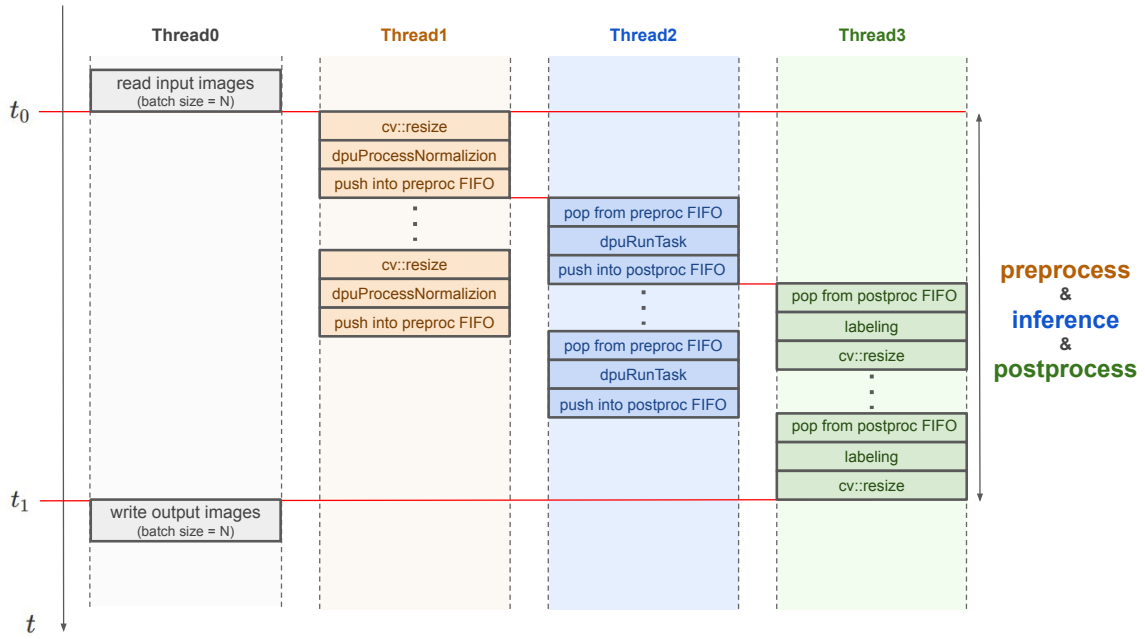 Thread0
Thread1
Thread2
Thread3
read input images
(batch size = N)
t0
cv::resize
dpuProcessNormalizion
push into preproc FIFO
pop from preproc FIFO
dpuRunTask
push into postproc FIFO
cv::resize
dpuProcessNormalizion
push into preproc FIFO
pop from postproc FIFO
labeling
cv::resize
pop from preproc FIFO
dpuRunTask
push into postproc FIFO
pop from postproc FIFO
labeling
cv::resize
preprocess
&
inference
&
postprocess
t1
write output images
(batch size = N)
t